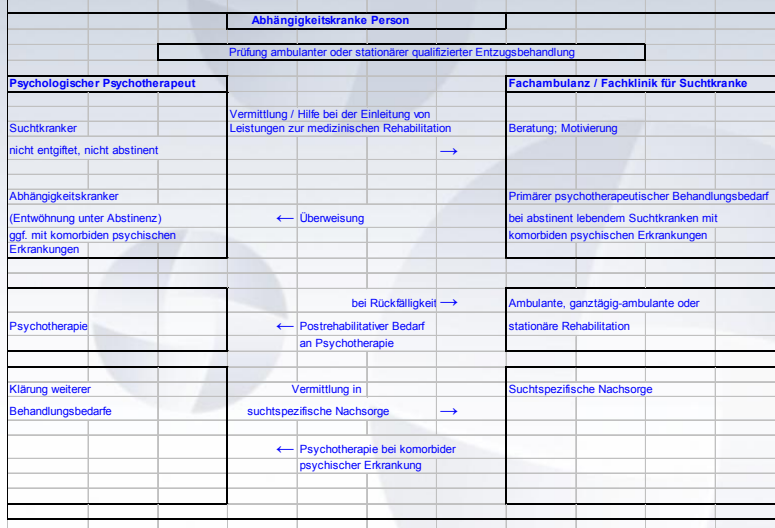 Abhängigkeitskranke Person
Prüfung ambulanter oder stationärer qualifizierter Entzugsbehandlung
Psychologischer Psychotherapeut
Fachambulanz / Fachklinik für Suchtkranke
Vermittlung / Hilfe bei der Einleitung von
Suchtkranker
Leistungen zur medizinischen Rehabilitation
Beratung; Motivierung
nicht entgiftet, nicht abstinent
→
Abhängigkeitskranker
Primärer psychotherapeutischer Behandlungsbedarf
(Entwöhnung unter Abstinenz)
← Überweisung
bei abstinent lebendem Suchtkranken mit
ggf. mit komorbiden psychischen
komorbiden psychischen Erkrankungen
Erkrankungen
bei Rückfälligkeit →
Ambulante, ganztägig-ambulante oder
Psychotherapie
← Postrehabilitativer Bedarf
stationäre Rehabilitation
an Psychotherapie
Klärung weiterer
Vermittlung in
Suchtspezifische Nachsorge
Behandlungsbedarfe
suchtspezifische Nachsorge →
← Psychotherapie bei komorbider
psychischer Erkrankung